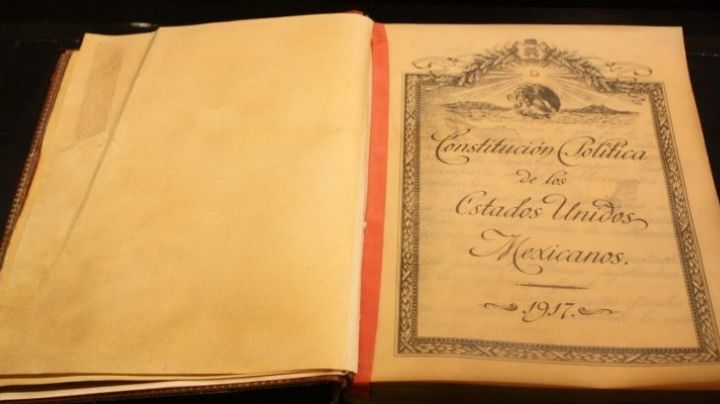 Constitución Política
de los
Estados Unidos
Mexicanos.
1917.